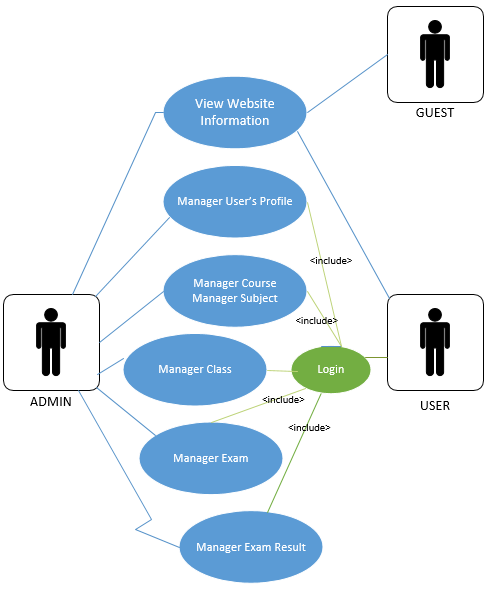 GUEST
View Website
Information
Manager User's Profile
<include>
Manager Course
Manager Subject
<include>
ADMIN
Manager Class
Login
USER
<include>
<include>
Manager Exam
Manager Exam Result